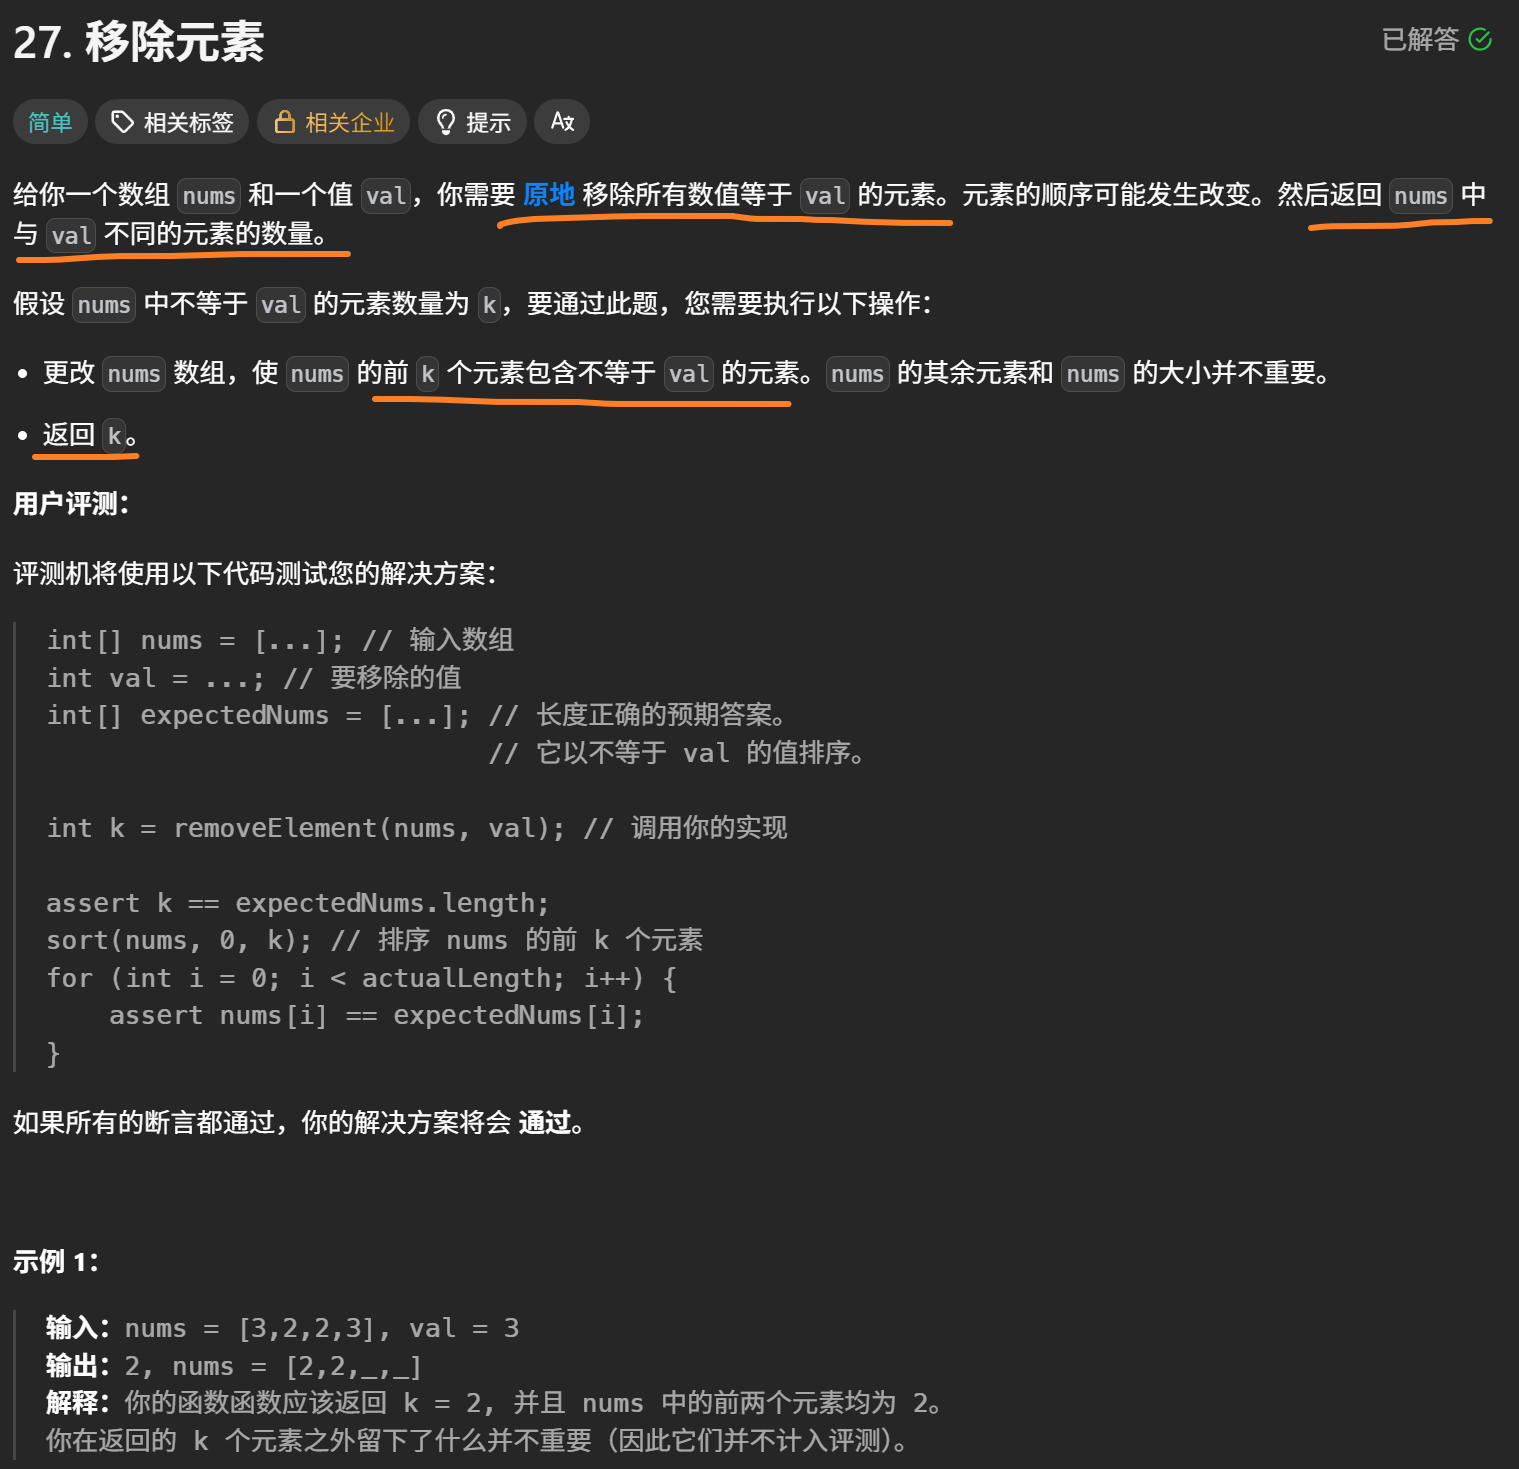 27. 移除元素
已解答
简单 相关标签 相关企业 提示
给你一个数组 nums 和一个值 val，你需要 原地 移除所有数值等于 val 的元素。元素的顺序可能发生改变。然后返回 nums 中
与 val 不同的元素的数量。
假设 nums 中不等于 val 的元素数量为 k，要通过此题，您需要执行以下操作：
• 更改 nums 数组，使 nums 的前 k 个元素包含不等于 val 的元素。nums 的其余元素和 nums 的大小并不重要。
• 返回 k。
用户评测：
评测机将使用以下代码测试您的解决方案：
int[] nums = [...]; // 输入数组
int val = ...; // 要移除的值
int[] expectedNums = [...]; // 长度正确的预期答案。
                            // 它以不等于 val 的值排序。
int k = removeElement(nums, val); // 调用你的实现
assert k == expectedNums.length;
sort(nums, 0, k); // 排序 nums 的前 k 个元素
for (int i = 0; i < actualLength; i++) {
    assert nums[i] == expectedNums[i];
}
如果所有的断言都通过，你的解决方案将会 通过。
示例 1：
输入：nums = [3,2,2,3], val = 3
输出：2, nums = [2,2,_,_]
解释：你的函数函数应该返回 k = 2, 并且 nums 中的前两个元素均为 2。
你在返回的 k 个元素之外留下了什么并不重要（因此它们并不计入评测）。